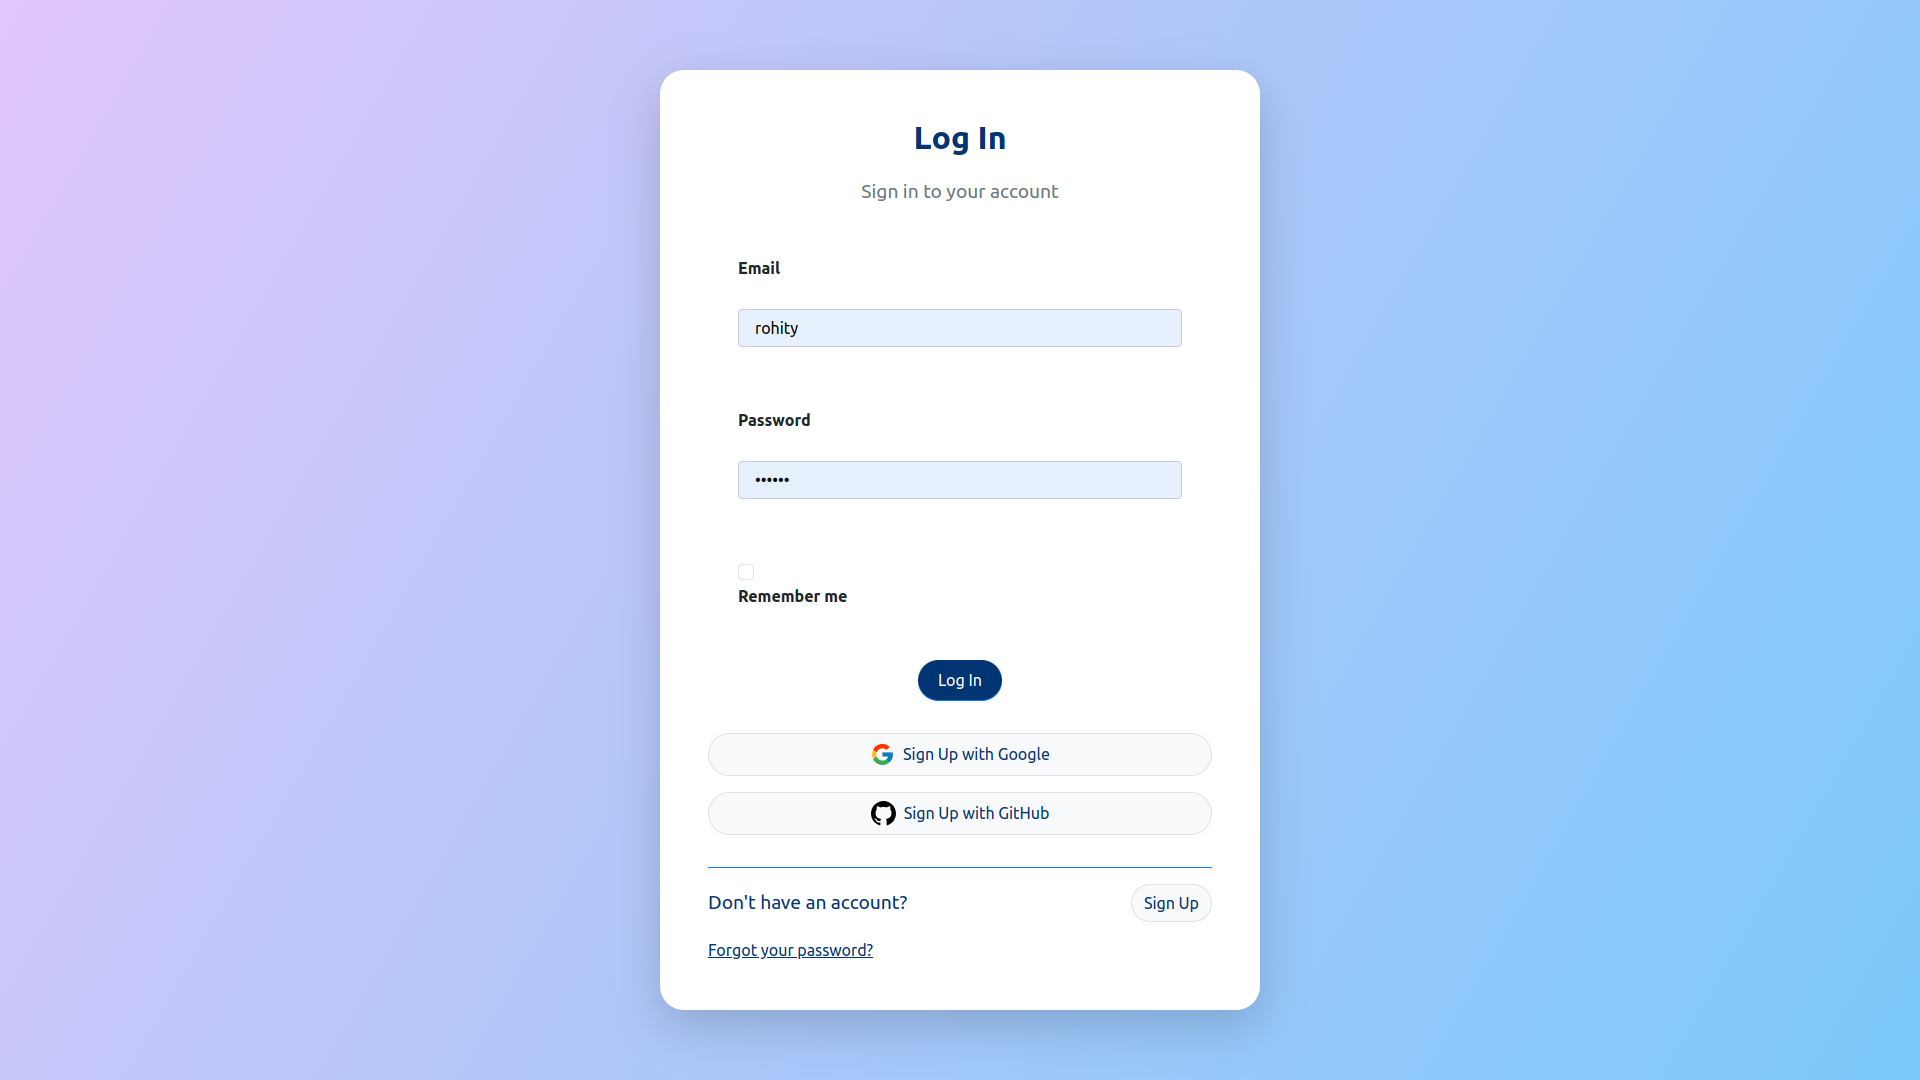 Log In
Sign in to your account
Email
rohity
Password
••••••
Remember me
Log In
Sign Up with Google
Sign Up with GitHub
Don't have an account? Sign Up
Forgot your password?